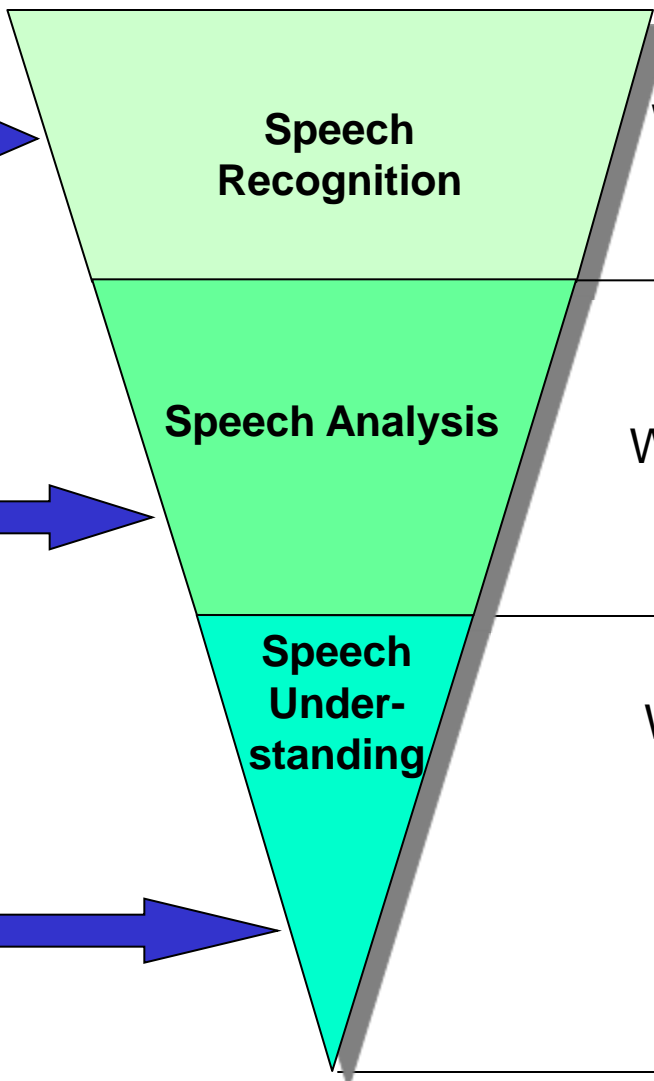 Speech
Recognition
Speech Analysis
Speech
Under-
standing